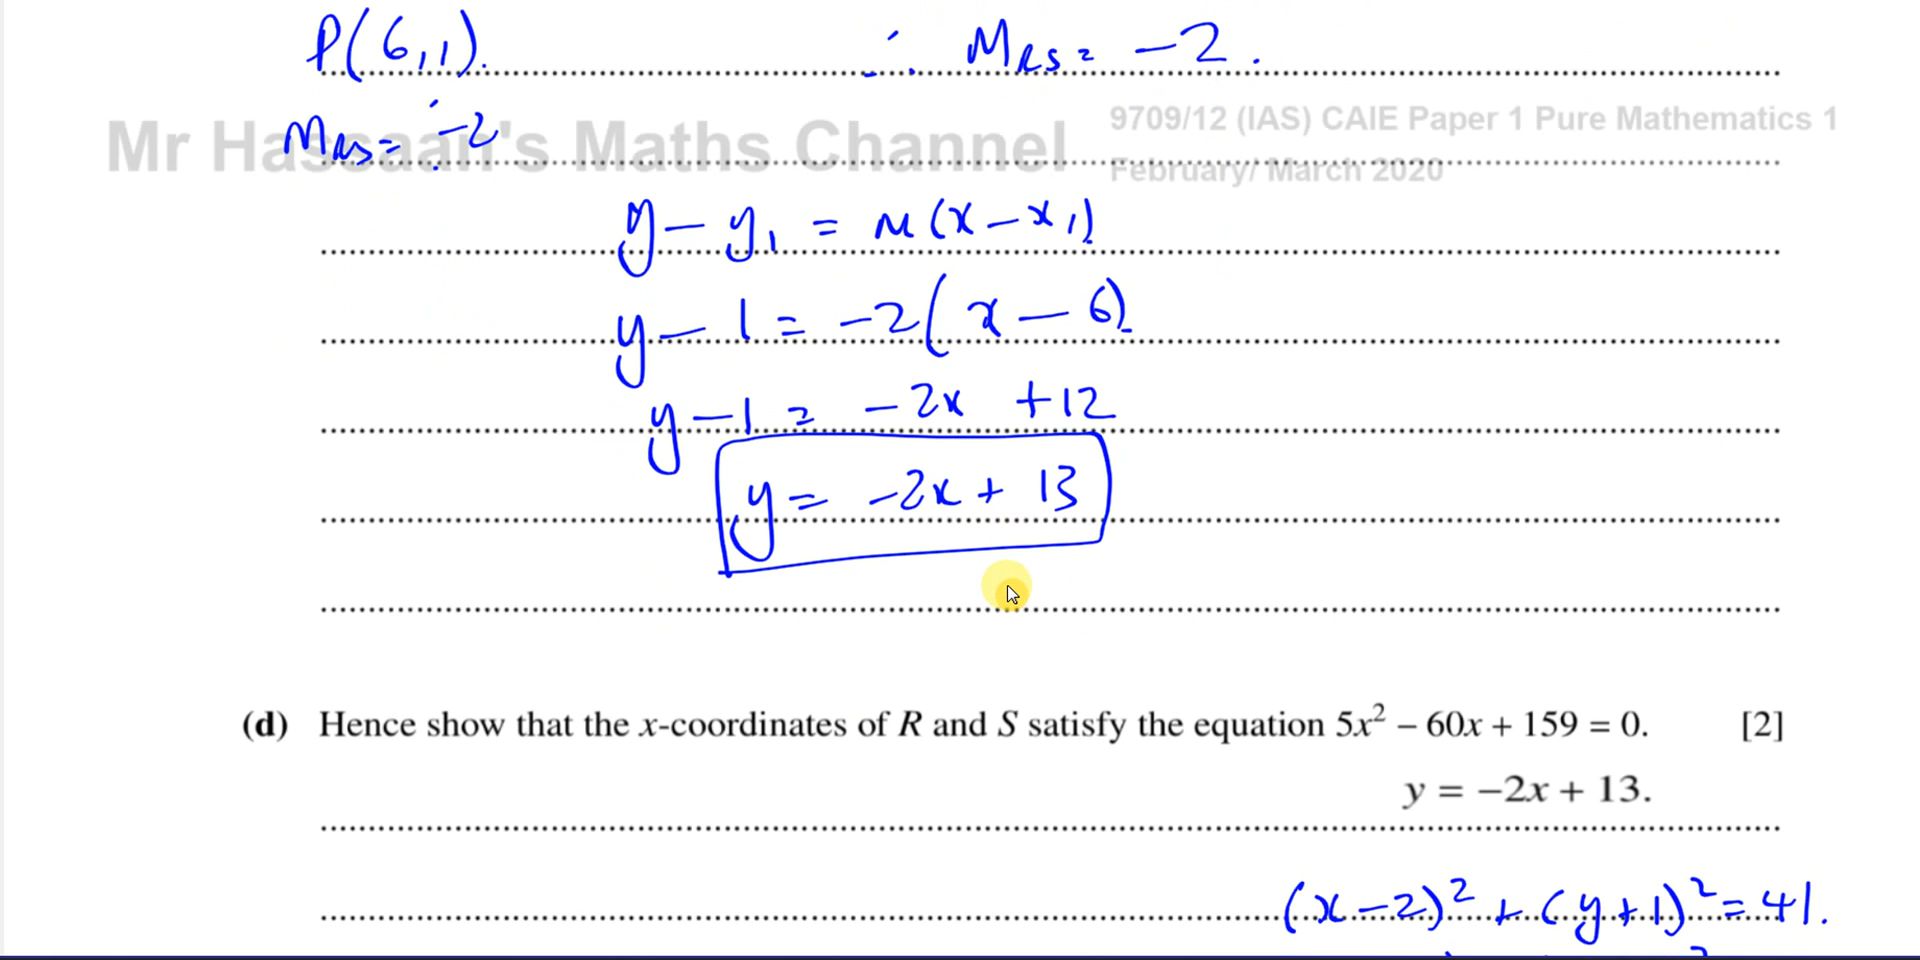 P(6,1).
∴ M_RS = -2.
9709/12 (IAS) CAIE Paper 1 Pure Mathematics 1
Mr Hassaan's Maths Channel
M_RS = -2
February/ March 2020
y - y₁ = m(x - x₁)
y - 1 = -2(x - 6)
y - 1 = -2x + 12
y = -2x + 13
(d) Hence show that the x-coordinates of R and S satisfy the equation 5x² – 60x + 159 = 0. [2]
y = −2x + 13.
(x-2)² + (y+1)² = 41.